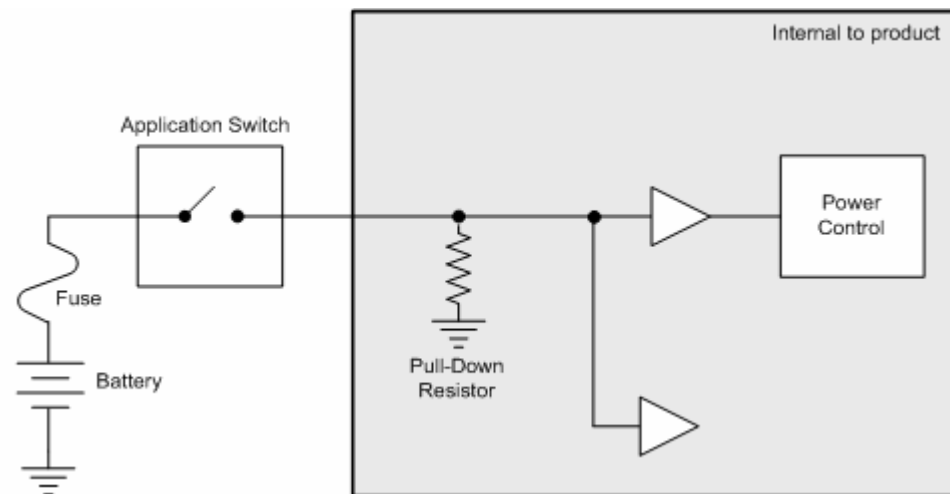 Internal to product
Application Switch
Power
Control
Fuse
Pull-Down
Resistor
Battery